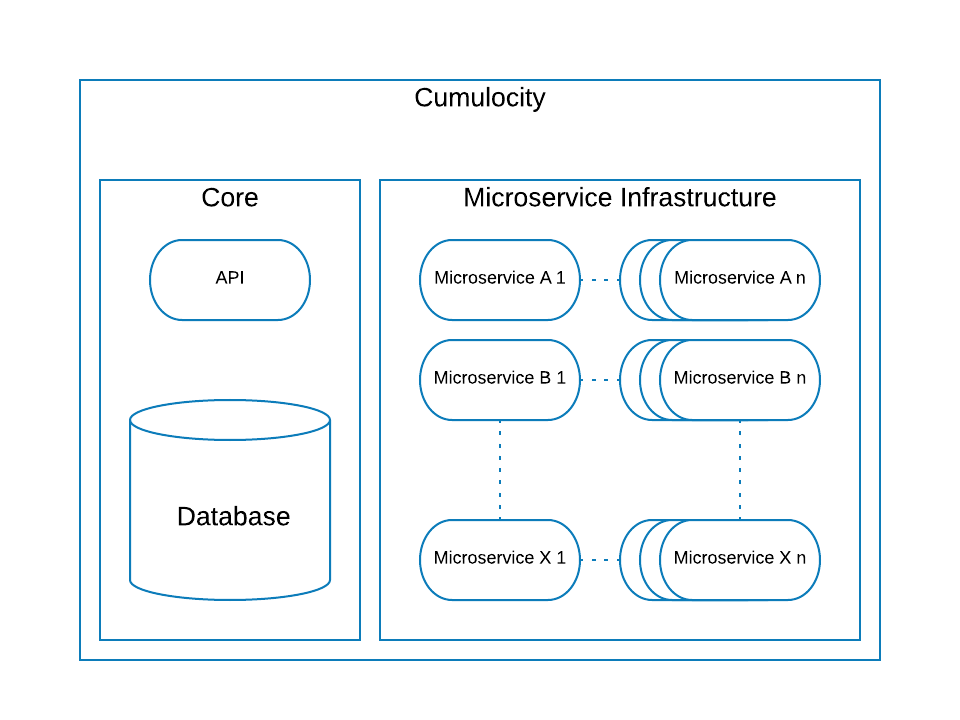 Cumulocity
Core
API
Database
Microservice Infrastructure
Microservice A 1
Microservice A n
Microservice B 1
Microservice B n
Microservice X 1
Microservice X n